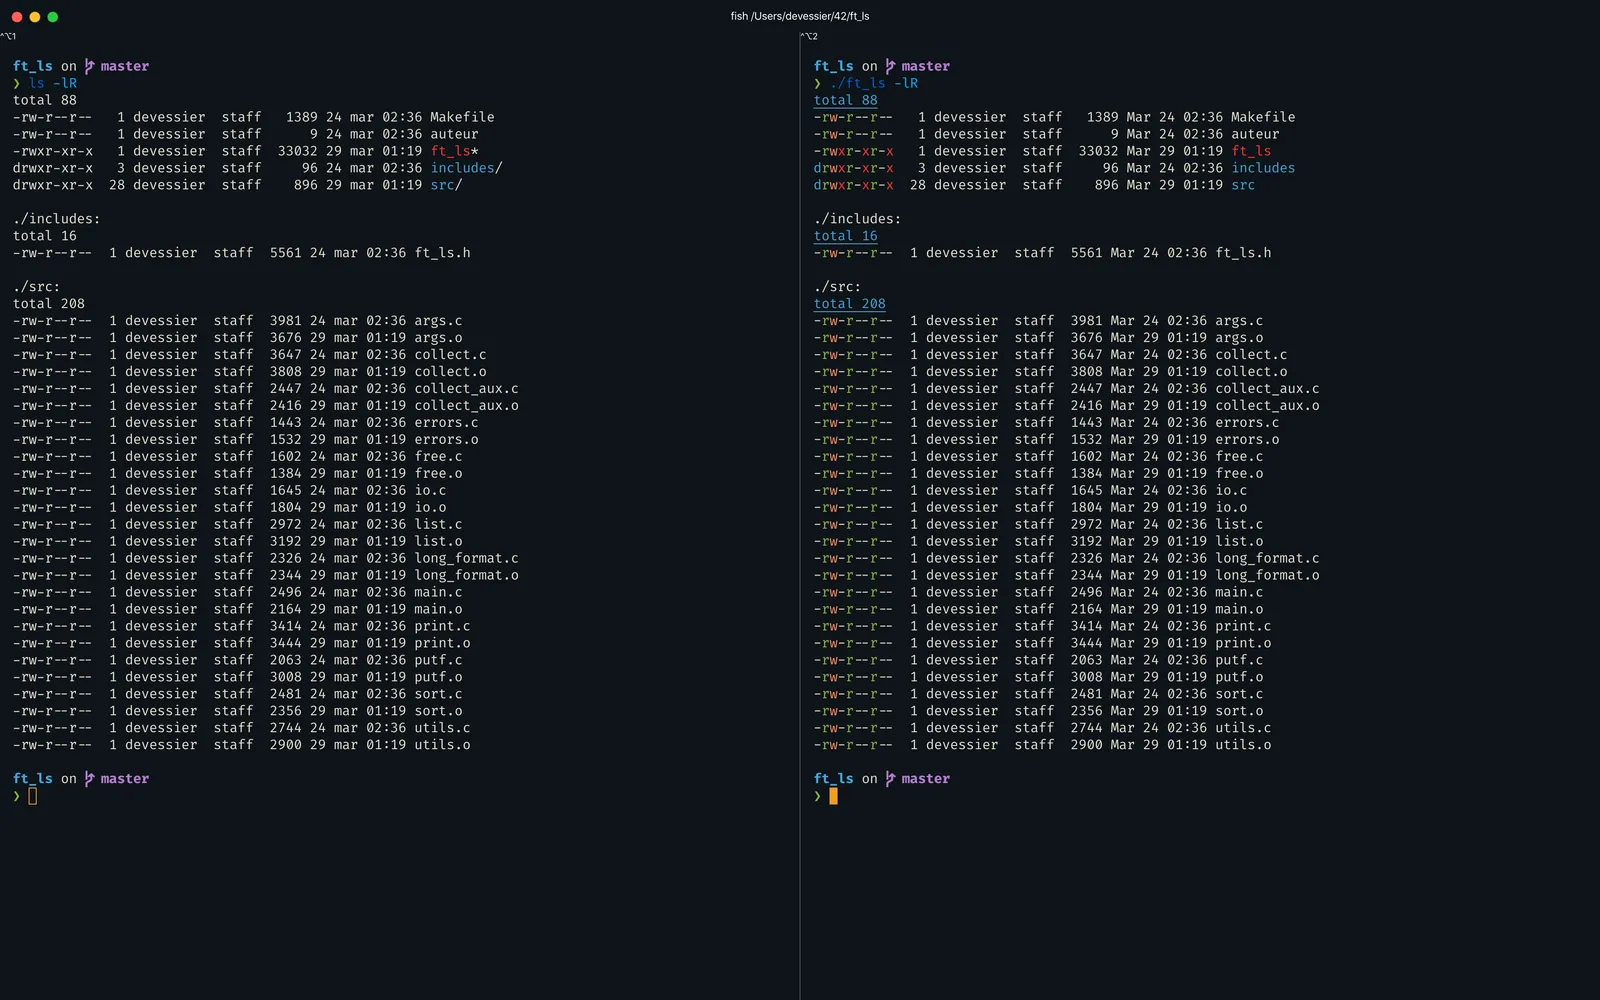 fish /Users/devessier/42/ft_ls
^⌥1
ft_ls on master
❯ ls -lR
total 88
-rw-r--r--   1 devessier  staff   1389 24 mar 02:36 Makefile
-rw-r--r--   1 devessier  staff      9 24 mar 02:36 auteur
-rwxr-xr-x   1 devessier  staff  33032 29 mar 01:19 ft_ls*
drwxr-xr-x   3 devessier  staff     96 24 mar 02:36 includes/
drwxr-xr-x  28 devessier  staff    896 29 mar 01:19 src/
./includes:
total 16
-rw-r--r--  1 devessier  staff  5561 24 mar 02:36 ft_ls.h
./src:
total 208
-rw-r--r--  1 devessier  staff  3981 24 mar 02:36 args.c
-rw-r--r--  1 devessier  staff  3676 29 mar 01:19 args.o
-rw-r--r--  1 devessier  staff  3647 24 mar 02:36 collect.c
-rw-r--r--  1 devessier  staff  3808 29 mar 01:19 collect.o
-rw-r--r--  1 devessier  staff  2447 24 mar 02:36 collect_aux.c
-rw-r--r--  1 devessier  staff  2416 29 mar 01:19 collect_aux.o
-rw-r--r--  1 devessier  staff  1443 24 mar 02:36 errors.c
-rw-r--r--  1 devessier  staff  1532 29 mar 01:19 errors.o
-rw-r--r--  1 devessier  staff  1602 24 mar 02:36 free.c
-rw-r--r--  1 devessier  staff  1384 29 mar 01:19 free.o
-rw-r--r--  1 devessier  staff  1645 24 mar 02:36 io.c
-rw-r--r--  1 devessier  staff  1804 29 mar 01:19 io.o
-rw-r--r--  1 devessier  staff  2972 24 mar 02:36 list.c
-rw-r--r--  1 devessier  staff  3192 29 mar 01:19 list.o
-rw-r--r--  1 devessier  staff  2326 24 mar 02:36 long_format.c
-rw-r--r--  1 devessier  staff  2344 29 mar 01:19 long_format.o
-rw-r--r--  1 devessier  staff  2496 24 mar 02:36 main.c
-rw-r--r--  1 devessier  staff  2164 29 mar 01:19 main.o
-rw-r--r--  1 devessier  staff  3414 24 mar 02:36 print.c
-rw-r--r--  1 devessier  staff  3444 29 mar 01:19 print.o
-rw-r--r--  1 devessier  staff  2063 24 mar 02:36 putf.c
-rw-r--r--  1 devessier  staff  3008 29 mar 01:19 putf.o
-rw-r--r--  1 devessier  staff  2481 24 mar 02:36 sort.c
-rw-r--r--  1 devessier  staff  2356 29 mar 01:19 sort.o
-rw-r--r--  1 devessier  staff  2744 24 mar 02:36 utils.c
-rw-r--r--  1 devessier  staff  2900 29 mar 01:19 utils.o
ft_ls on master
❯
^⌥2
ft_ls on master
❯ ./ft_ls -lR
total 88
-rw-r--r--   1 devessier  staff   1389 Mar 24 02:36 Makefile
-rw-r--r--   1 devessier  staff      9 Mar 24 02:36 auteur
-rwxr-xr-x   1 devessier  staff  33032 Mar 29 01:19 ft_ls
drwxr-xr-x   3 devessier  staff     96 Mar 24 02:36 includes
drwxr-xr-x  28 devessier  staff    896 Mar 29 01:19 src
./includes:
total 16
-rw-r--r--  1 devessier  staff  5561 Mar 24 02:36 ft_ls.h
./src:
total 208
-rw-r--r--  1 devessier  staff  3981 Mar 24 02:36 args.c
-rw-r--r--  1 devessier  staff  3676 Mar 29 01:19 args.o
-rw-r--r--  1 devessier  staff  3647 Mar 24 02:36 collect.c
-rw-r--r--  1 devessier  staff  3808 Mar 29 01:19 collect.o
-rw-r--r--  1 devessier  staff  2447 Mar 24 02:36 collect_aux.c
-rw-r--r--  1 devessier  staff  2416 Mar 29 01:19 collect_aux.o
-rw-r--r--  1 devessier  staff  1443 Mar 24 02:36 errors.c
-rw-r--r--  1 devessier  staff  1532 Mar 29 01:19 errors.o
-rw-r--r--  1 devessier  staff  1602 Mar 24 02:36 free.c
-rw-r--r--  1 devessier  staff  1384 Mar 29 01:19 free.o
-rw-r--r--  1 devessier  staff  1645 Mar 24 02:36 io.c
-rw-r--r--  1 devessier  staff  1804 Mar 29 01:19 io.o
-rw-r--r--  1 devessier  staff  2972 Mar 24 02:36 list.c
-rw-r--r--  1 devessier  staff  3192 Mar 29 01:19 list.o
-rw-r--r--  1 devessier  staff  2326 Mar 24 02:36 long_format.c
-rw-r--r--  1 devessier  staff  2344 Mar 29 01:19 long_format.o
-rw-r--r--  1 devessier  staff  2496 Mar 24 02:36 main.c
-rw-r--r--  1 devessier  staff  2164 Mar 29 01:19 main.o
-rw-r--r--  1 devessier  staff  3414 Mar 24 02:36 print.c
-rw-r--r--  1 devessier  staff  3444 Mar 29 01:19 print.o
-rw-r--r--  1 devessier  staff  2063 Mar 24 02:36 putf.c
-rw-r--r--  1 devessier  staff  3008 Mar 29 01:19 putf.o
-rw-r--r--  1 devessier  staff  2481 Mar 24 02:36 sort.c
-rw-r--r--  1 devessier  staff  2356 Mar 29 01:19 sort.o
-rw-r--r--  1 devessier  staff  2744 Mar 24 02:36 utils.c
-rw-r--r--  1 devessier  staff  2900 Mar 29 01:19 utils.o
ft_ls on master
❯